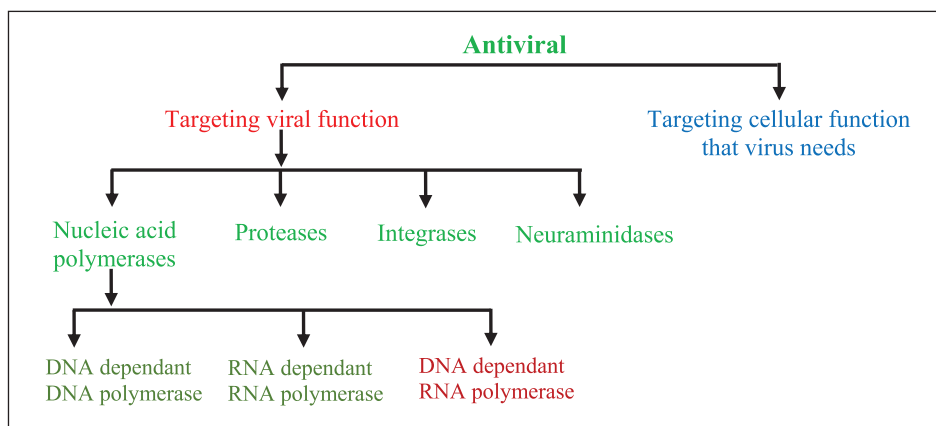 Antiviral
Targeting viral function
Targeting cellular function
that virus needs
Nucleic acid
polymerases
Proteases
Integrases
Neuraminidases
DNA dependant
DNA polymerase
RNA dependant
RNA polymerase
DNA dependant
RNA polymerase